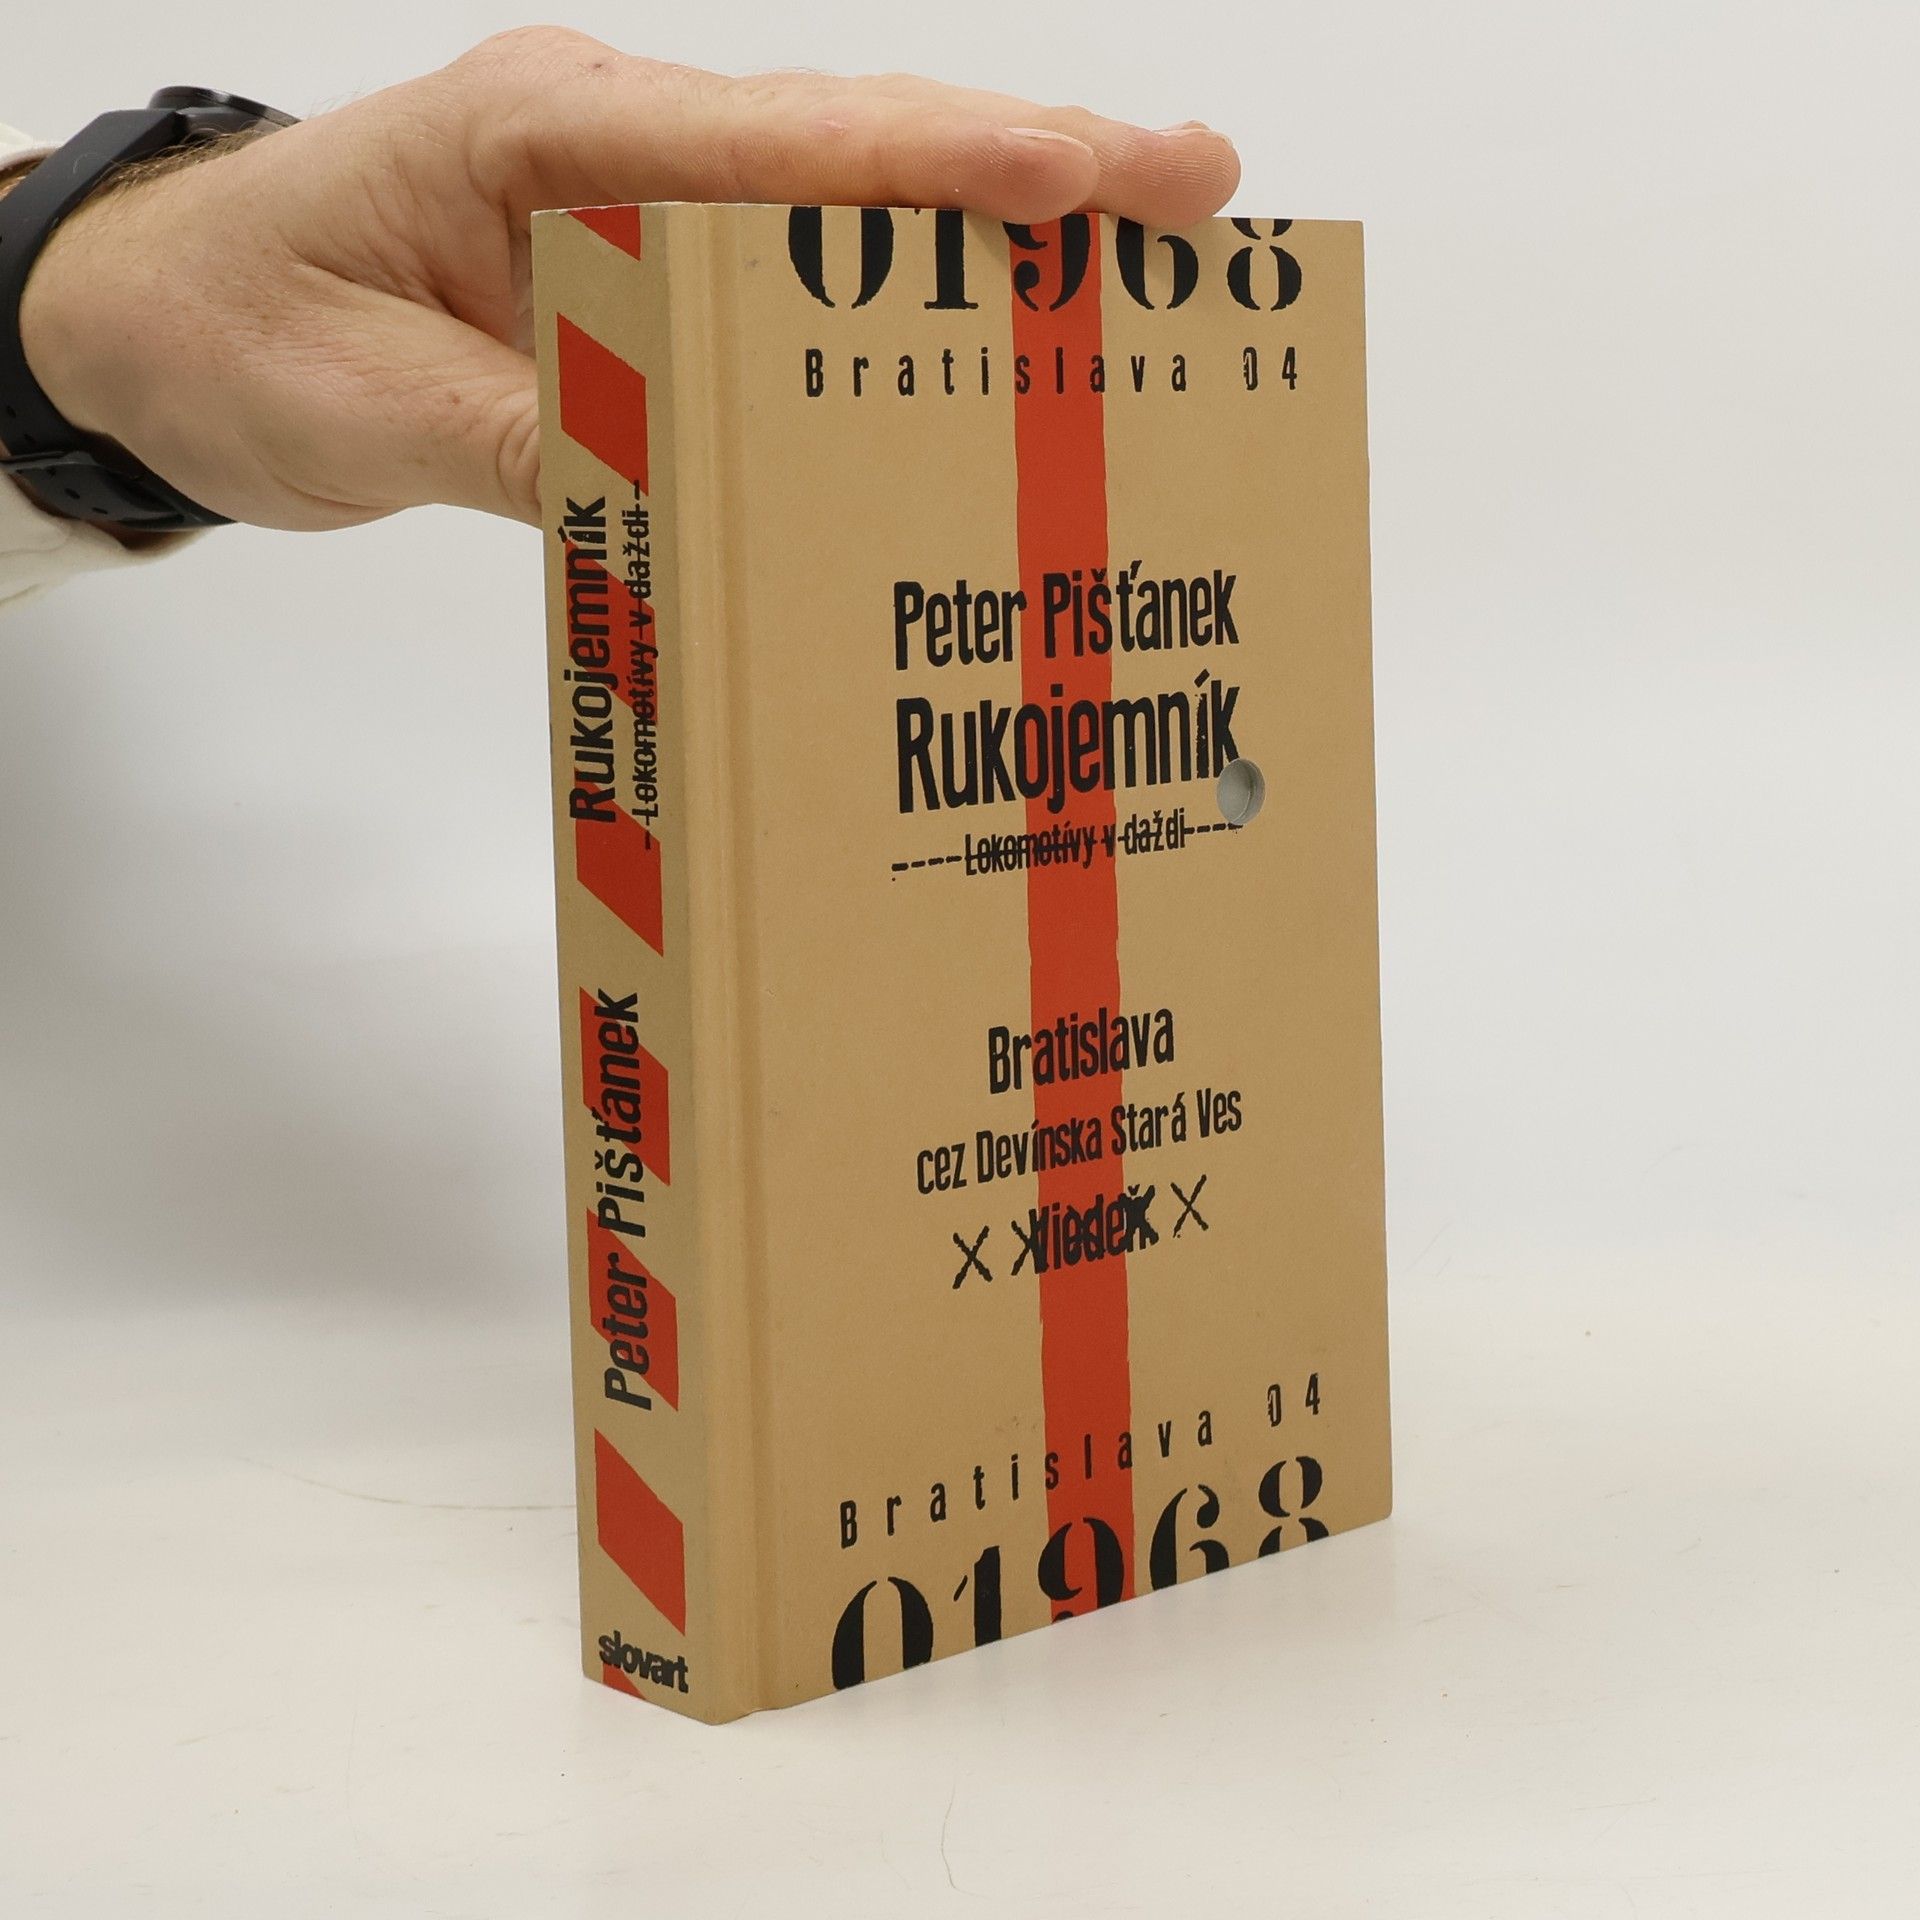 01968
Bratislava 04
Peter Pišťanek
Rukojemník
----Lokomotívy v daždi----
Bratislava
cez Devínska Stará Ves
X X Viedeň X X
Bratislava 04
01968
Rukojemník
-Lokomotívy v daždi-
Peter Pišťanek
slovart